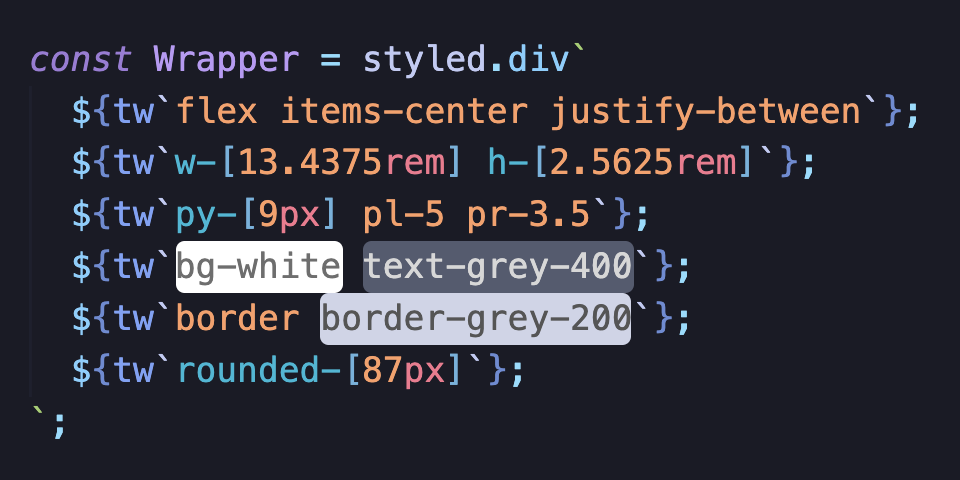 const Wrapper = styled.div`
${tw`flex items-center justify-between`};
${tw`w-[13.4375rem] h-[2.5625rem]`};
${tw`py-[9px] pl-5 pr-3.5`};
${tw`bg-white text-grey-400`};
${tw`border border-grey-200`};
${tw`rounded-[87px]`};
`;